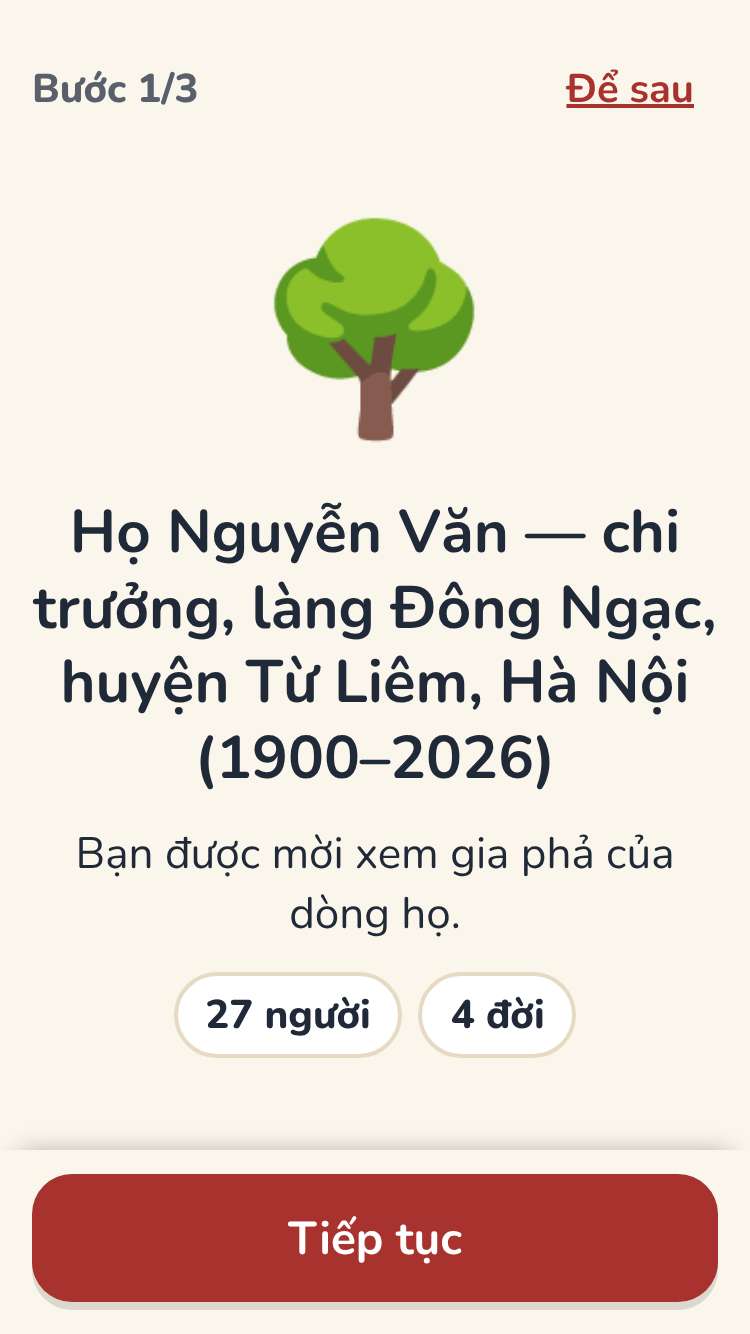 Bước 1/3
Để sau
Họ Nguyễn Văn — chi
trưởng, làng Đông Ngạc,
huyện Từ Liêm, Hà Nội
(1900–2026)
Bạn được mời xem gia phả của
dòng họ.
27 người
4 đời
Tiếp tục